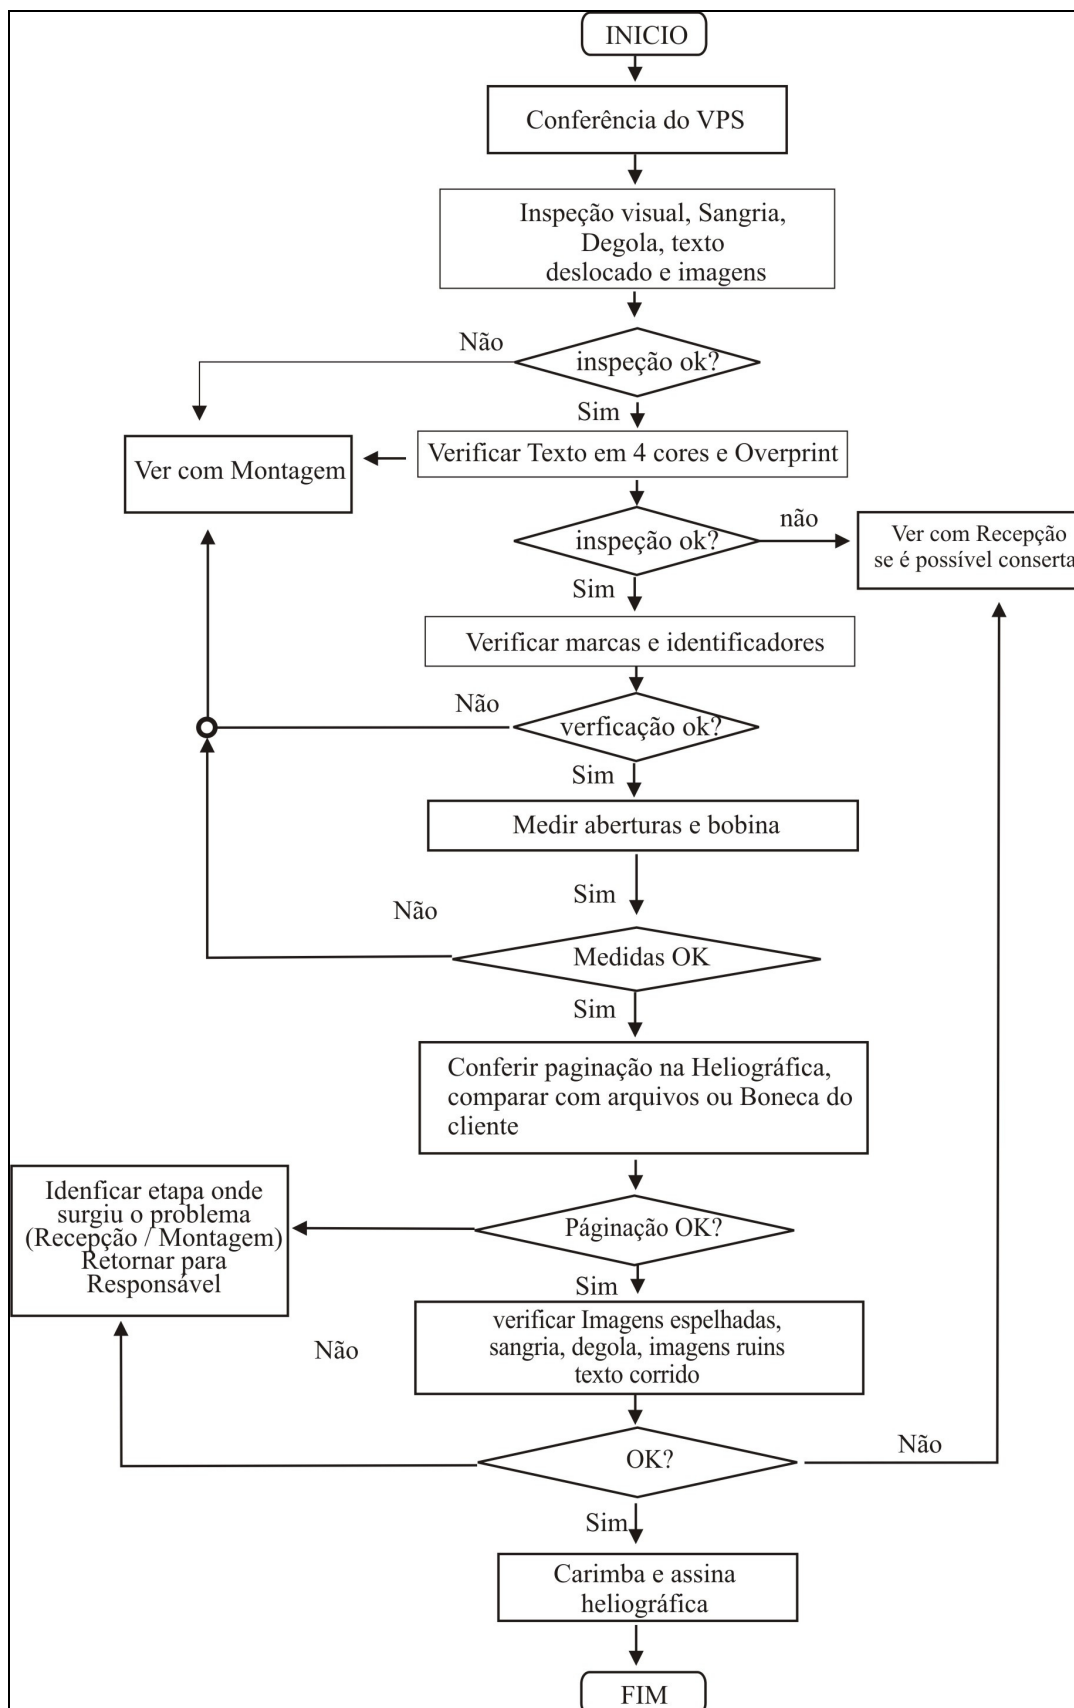 INICIO
Conferência do VPS
Inspeção visual, Sangria,
Degola, texto
deslocado e imagens
Não
inspeção ok?
Sim
Ver com Montagem
Verificar Texto em 4 cores e Overprint
inspeção ok?
não
Ver com Recepção
se é possível conserta
Sim
Verificar marcas e identificadores
Não
verficação ok?
Sim
Medir aberturas e bobina
Sim
Não
Medidas OK
Sim
Conferir paginação na Heliográfica,
comparar com arquivos ou Boneca do
cliente
Idenficar etapa onde
surgiu o problema
(Recepção / Montagem)
Retornar para
Responsável
Páginação OK?
Sim
verificar Imagens espelhadas,
sangria, degola, imagens ruins
texto corrido
Não
OK?
Não
Sim
Carimba e assina
heliográfica
FIM